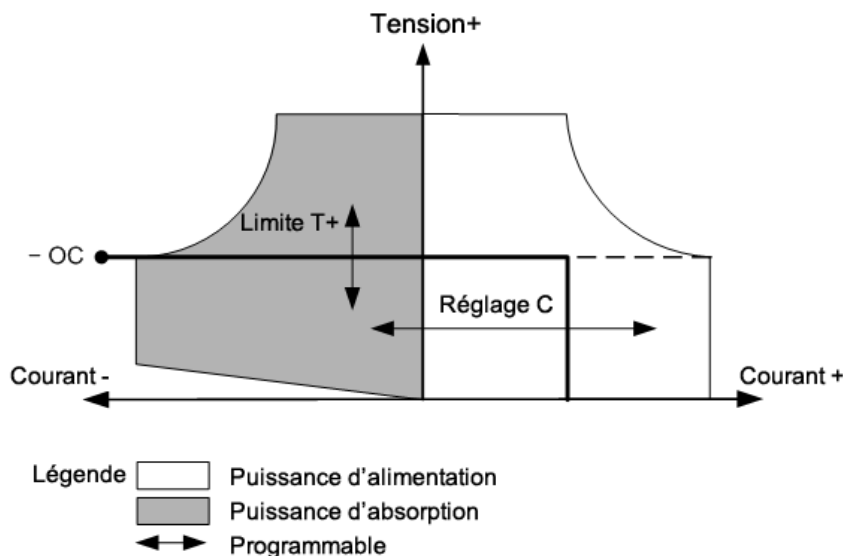 Tension+
Limite T+
– OC
Réglage C
Courant -
Courant +
Légende
Puissance d’alimentation
Puissance d’absorption
Programmable